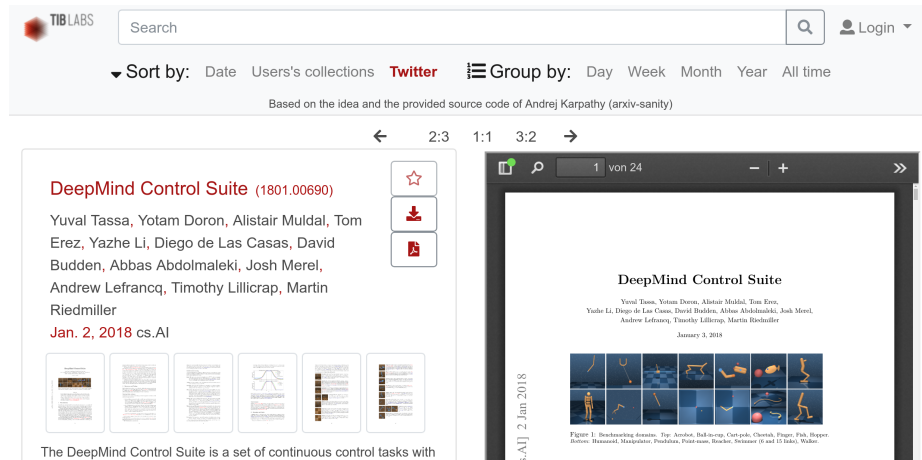 TIB LABS
Search
Login
Sort by: Date Users's collections Twitter Group by: Day Week Month Year All time
Based on the idea and the provided source code of Andrej Karpathy (arxiv-sanity)
2:3 1:1 3:2
DeepMind Control Suite (1801.00690)
Yuval Tassa, Yotam Doron, Alistair Muldal, Tom
Erez, Yazhe Li, Diego de Las Casas, David
Budden, Abbas Abdolmaleki, Josh Merel,
Andrew Lefrancq, Timothy Lillicrap, Martin
Riedmiller
Jan. 2, 2018 cs.AI
The DeepMind Control Suite is a set of continuous control tasks with
1 von 24
DeepMind Control Suite
Yuval Tassa, Yotam Doron, Alistair Muldal, Tom Erez,
Yazhe Li, Diego de Las Casas, David Budden, Abbas Abdolmaleki, Josh Merel,
Andrew Lefrancq, Timothy Lillicrap, Martin Riedmiller
January 3, 2018
Figure 1: Benchmarking domains. Top: Acrobot, Ball-in-cup, Cart-pole, Cheetah, Finger, Fish, Hopper.
Bottom: Humanoid, Manipulator, Pendulum, Point-mass, Reacher, Swimmer (6 and 15 links), Walker.
s.AI] 2 Jan 2018